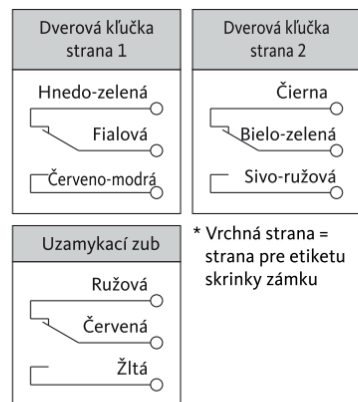 Dverová kľučka
strana 1
Hnedo-zelená
Fialová
Červeno-modrá
Dverová kľučka
strana 2
Čierna
Bielo-zelená
Sivo-ružová
Uzamykací zub
Ružová
Červená
Žltá
* Vrchná strana =
strana pre etiketu
skrinky zámku